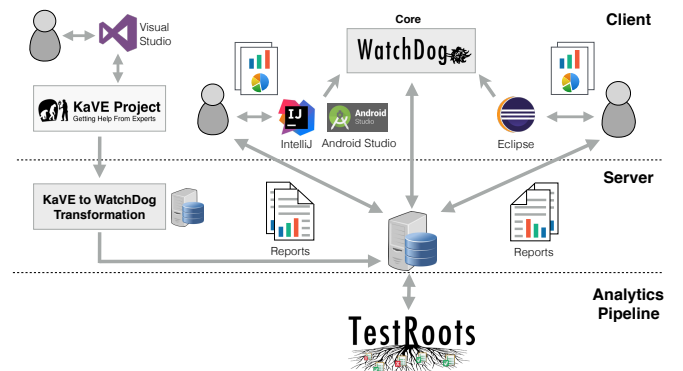 Visual
Studio
Core
Client
WatchDog
KaVE Project
Getting Help From Experts
IJ
IntelliJ
Android
Studio
Android Studio
Eclipse
Server
KaVE to WatchDog
Transformation
Reports
Reports
Analytics
Pipeline
TestRoots